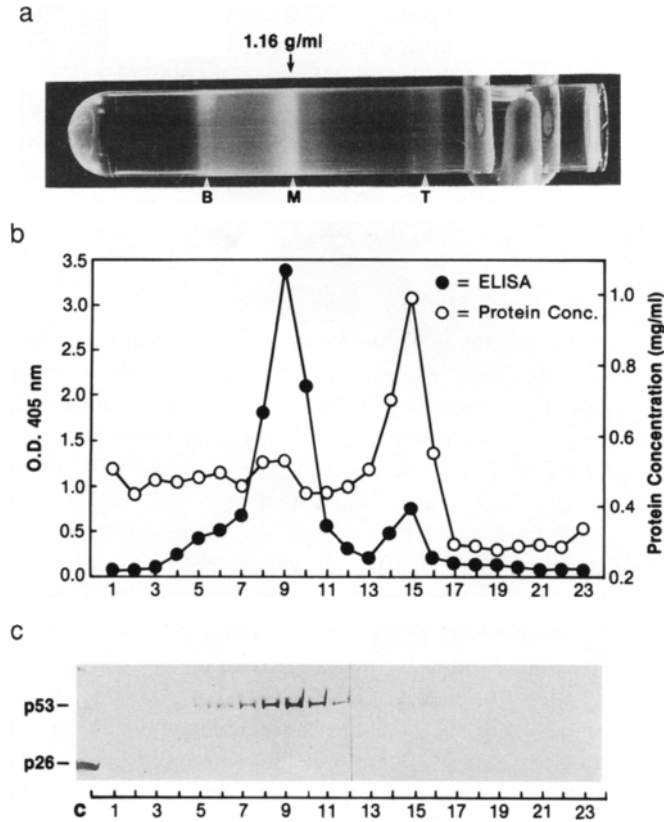 a
1.16 g/ml
B M T
b
3.5
3.0
2.5
2.0
1.5
1.0
0.5
0.0
O.D. 405 nm
● = ELISA
○ = Protein Conc.
1.0
0.8
0.6
0.4
0.2
Protein Concentration (mg/ml)
1 3 5 7 9 11 13 15 17 19 21 23
c
p53
p26
C 1 3 5 7 9 11 13 15 17 19 21 23